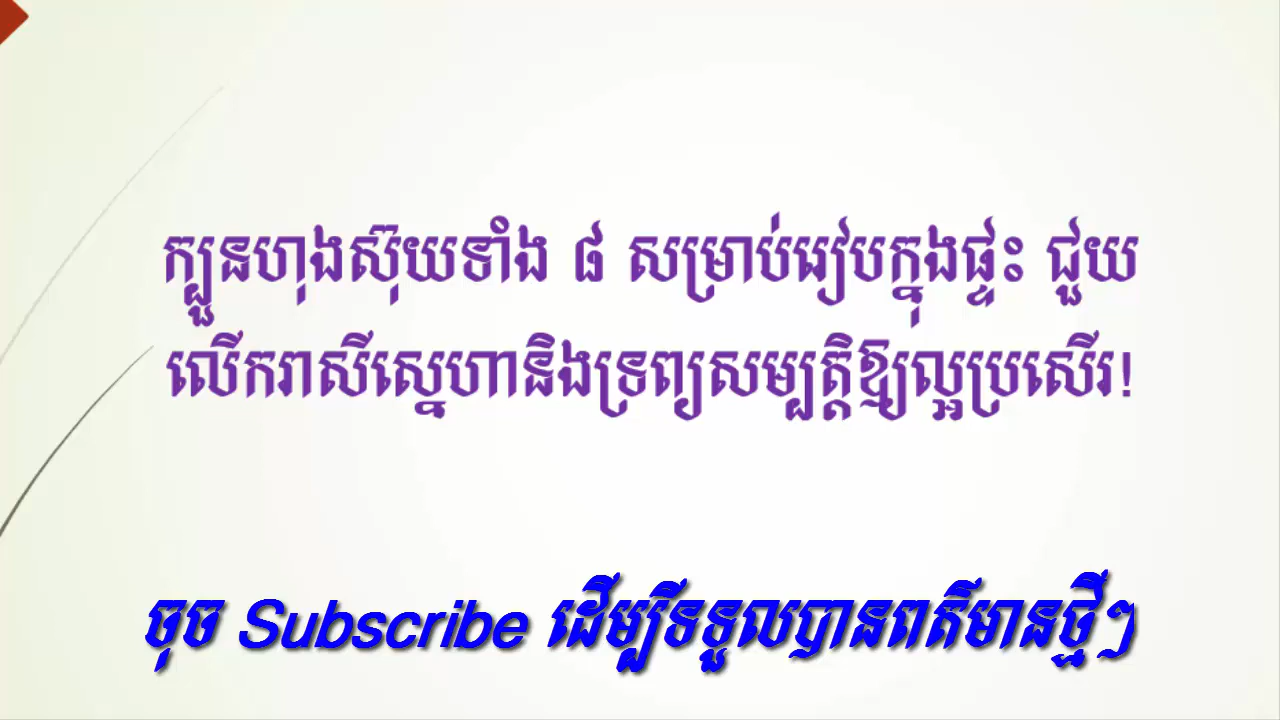 ក្បួនហុងស៊ុយទាំង ៨ សម្រាប់រៀបក្នុងផ្ទះ ជួយ
លើករាសីស្នេហានិងទ្រព្យសម្បត្តិឱ្យល្អប្រសើរ!
ចុច Subscribe ដើម្បីទទួលបានពត៌មានថ្មីៗ